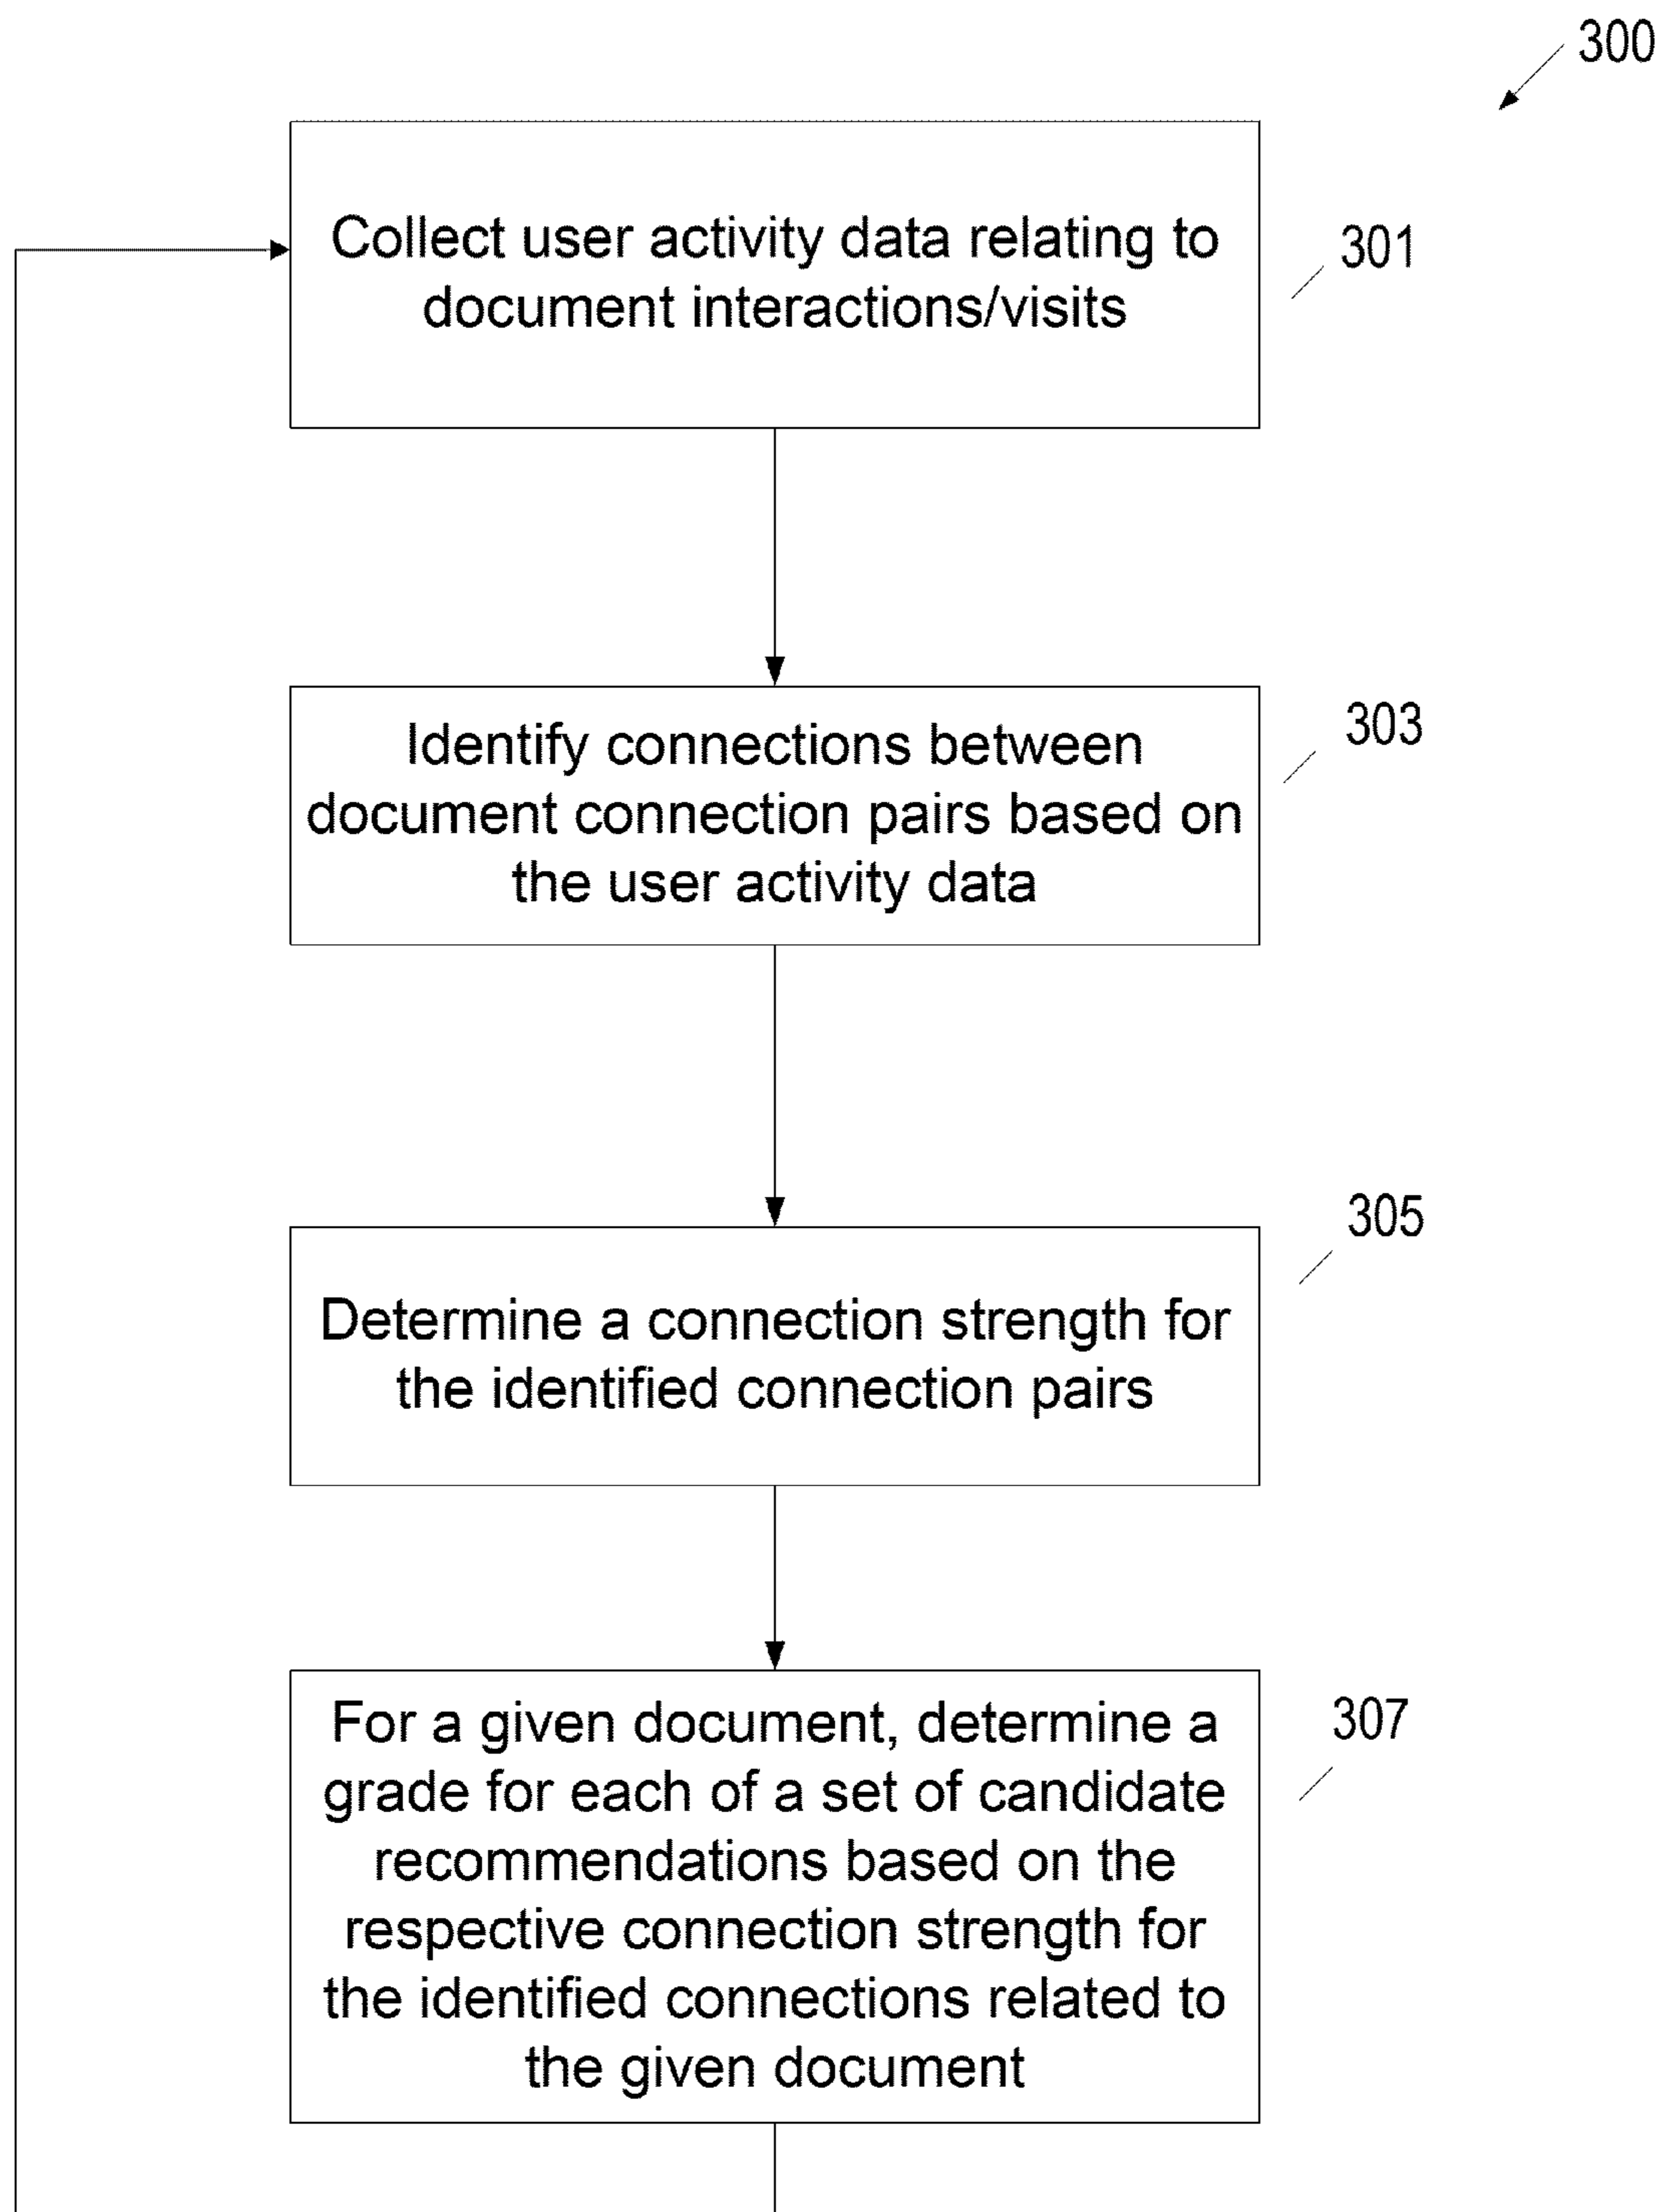 300
Collect user activity data relating to
document interactions/visits
301
Identify connections between
document connection pairs based on
the user activity data
303
Determine a connection strength for
the identified connection pairs
305
For a given document, determine a
grade for each of a set of candidate
recommendations based on the
respective connection strength for
the identified connections related to
the given document
307